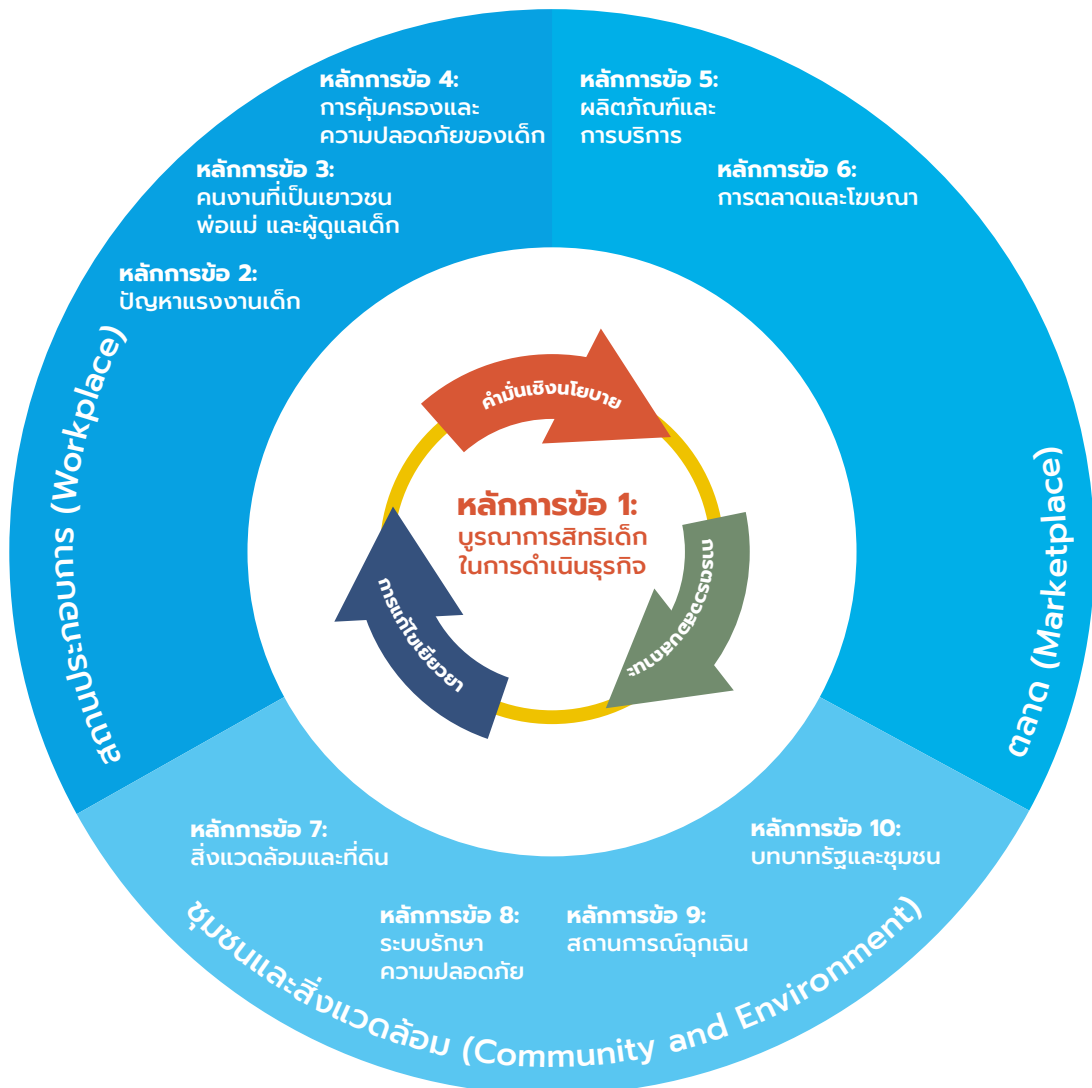 หลักการข้อ 4:
การคุ้มครองและ
ความปลอดภัยของเด็ก
หลักการข้อ 5:
ผลิตภัณฑ์และ
การบริการ
หลักการข้อ 3:
คนงานที่เป็นเยาวชน
พ่อแม่ และผู้ดูแลเด็ก
หลักการข้อ 6:
การตลาดและโฆษณา
หลักการข้อ 2:
ปัญหาแรงงานเด็ก
สถานประกอบการ (Workplace)
ตลาด (Marketplace)
คำมั่นเชิงนโยบาย
หลักการข้อ 1:
บูรณาการสิทธิเด็ก
ในการดำเนินธุรกิจ
การตรวจสอบสถานะ
การแก้ไขเยียวยา
หลักการข้อ 7:
สิ่งแวดล้อมและที่ดิน
หลักการข้อ 10:
บทบาทรัฐและชุมชน
หลักการข้อ 8:
ระบบรักษา
ความปลอดภัย
หลักการข้อ 9:
สถานการณ์ฉุกเฉิน
ชุมชนและสิ่งแวดล้อม (Community and Environment)